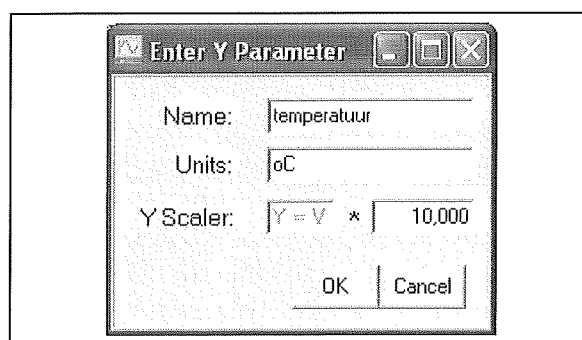 Enter Y Parameter
Name: temperatuur
Units: oC
Y Scaler: Y = V * 10,000
OK Cancel